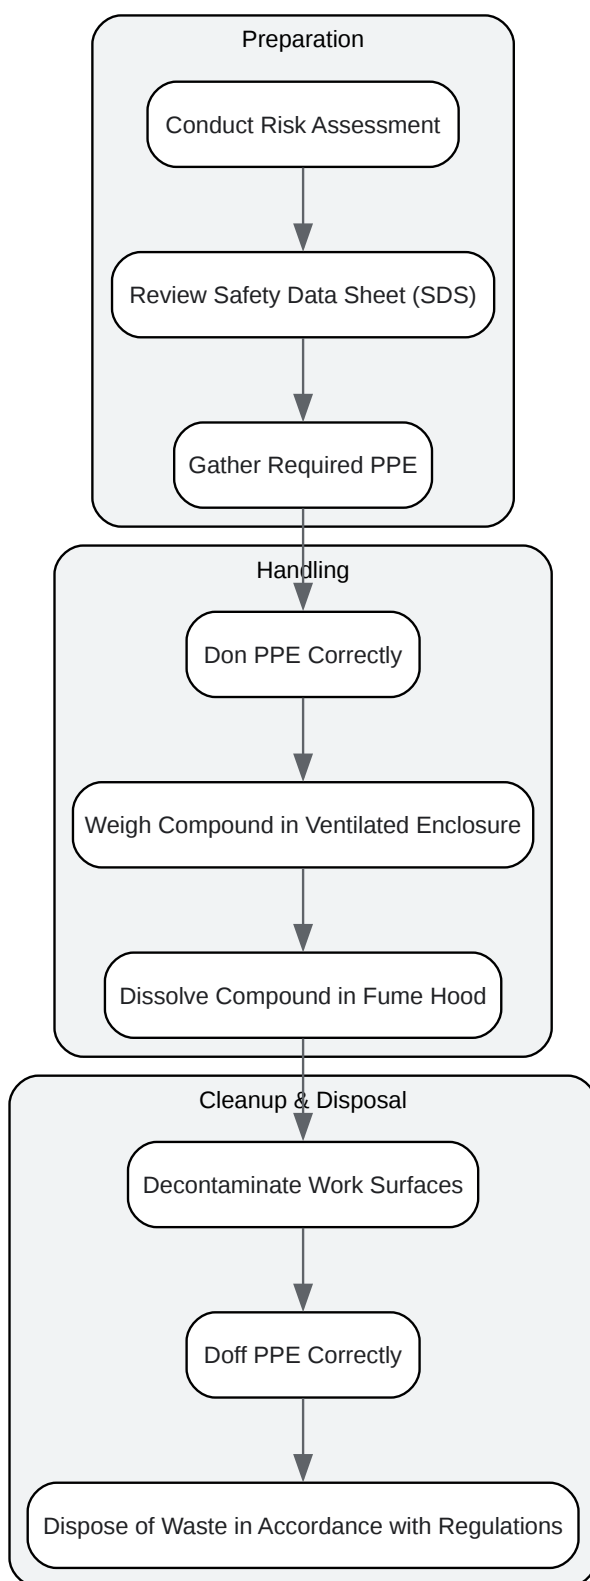 Preparation
Conduct Risk Assessment
Review Safety Data Sheet (SDS)
Gather Required PPE
Handling
Don PPE Correctly
Weigh Compound in Ventilated Enclosure
Dissolve Compound in Fume Hood
Cleanup & Disposal
Decontaminate Work Surfaces
Doff PPE Correctly
Dispose of Waste in Accordance with Regulations